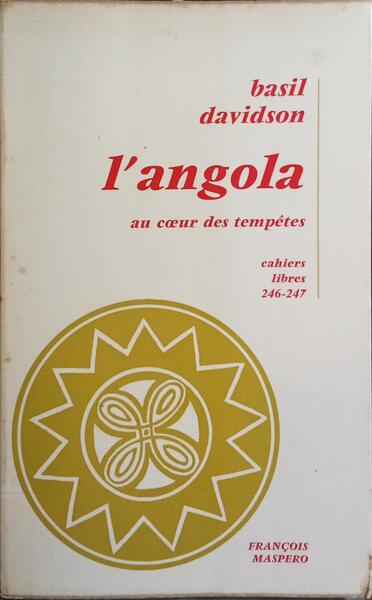 basil
davidson
l'angola
au cœur des tempêtes
cahiers
libres
246-247
FRANÇOIS
MASPERO